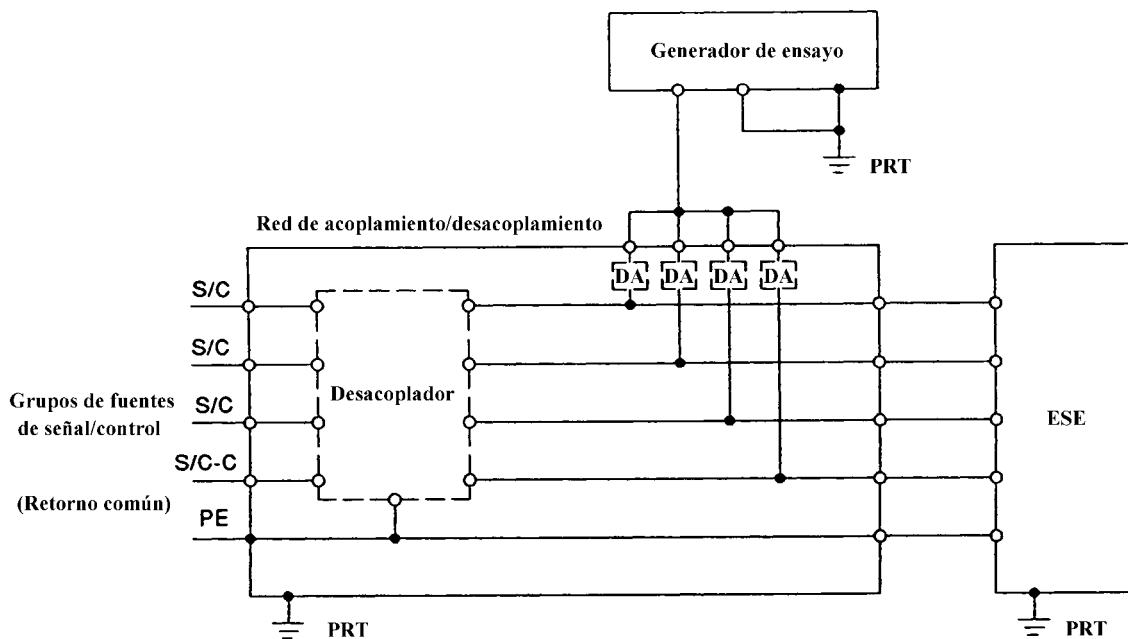 Generador de ensayo
PRT
Red de acoplamiento/desacoplamiento
DA DA DA DA
S/C
S/C
Desacoplador
Grupos de fuentes
de señal/control
S/C
ESE
S/C-C
(Retorno común)
PE
PRT
PRT